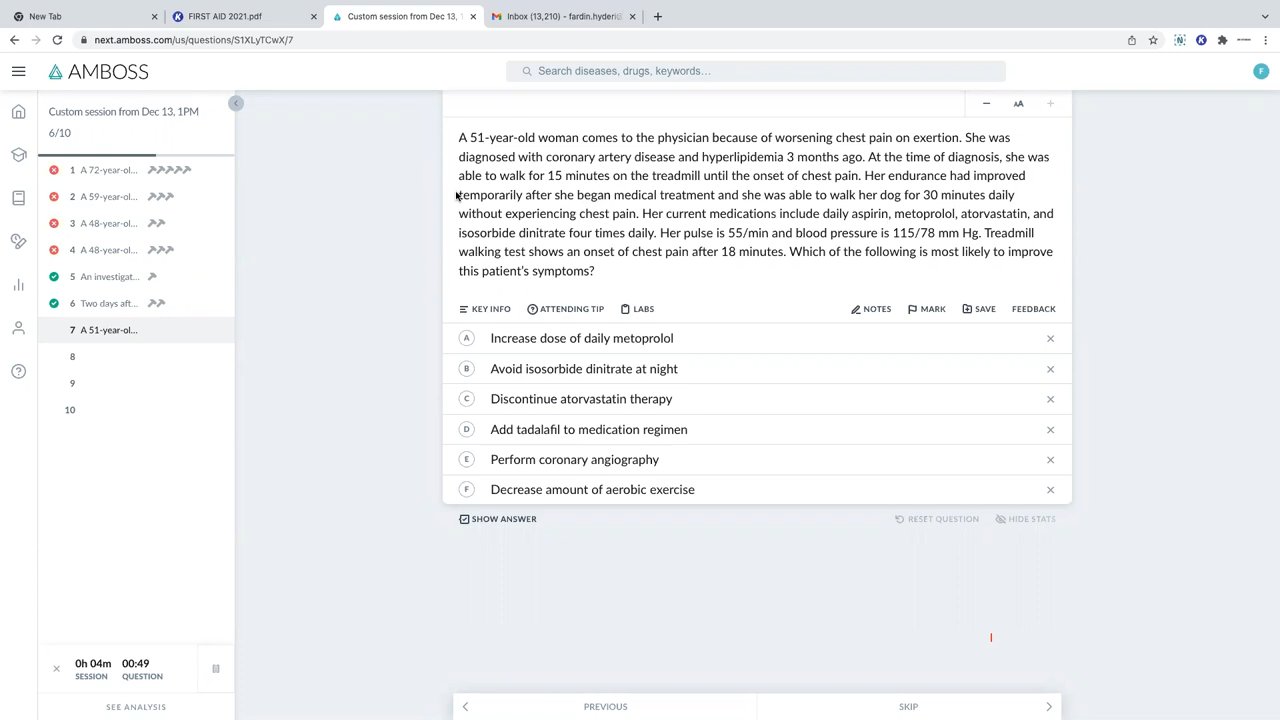 New Tab
FIRST AID 2021.pdf
Custom session from Dec 13, 1
Inbox (13,210) - fardin.hyderi
next.amboss.com/us/questions/S1XLyTCwX/7
AMBOSS
Search diseases, drugs, keywords…
F
Custom session from Dec 13, 1PM
6/10
1 A 72-year-ol...
2 A 59-year-ol...
3 A 48-year-ol...
4 A 48-year-ol...
5 An investigat...
6 Two days aft...
7 A 51-year-ol...
8
9
10
0h 04m 00:49
SESSION QUESTION
SEE ANALYSIS
AA
A 51-year-old woman comes to the physician because of worsening chest pain on exertion. She was
diagnosed with coronary artery disease and hyperlipidemia 3 months ago. At the time of diagnosis, she was
able to walk for 15 minutes on the treadmill until the onset of chest pain. Her endurance had improved
temporarily after she began medical treatment and she was able to walk her dog for 30 minutes daily
without experiencing chest pain. Her current medications include daily aspirin, metoprolol, atorvastatin, and
isosorbide dinitrate four times daily. Her pulse is 55/min and blood pressure is 115/78 mm Hg. Treadmill
walking test shows an onset of chest pain after 18 minutes. Which of the following is most likely to improve
this patient's symptoms?
KEY INFO ATTENDING TIP LABS NOTES MARK SAVE FEEDBACK
A Increase dose of daily metoprolol
B Avoid isosorbide dinitrate at night
C Discontinue atorvastatin therapy
D Add tadalafil to medication regimen
E Perform coronary angiography
F Decrease amount of aerobic exercise
SHOW ANSWER RESET QUESTION HIDE STATS
PREVIOUS SKIP